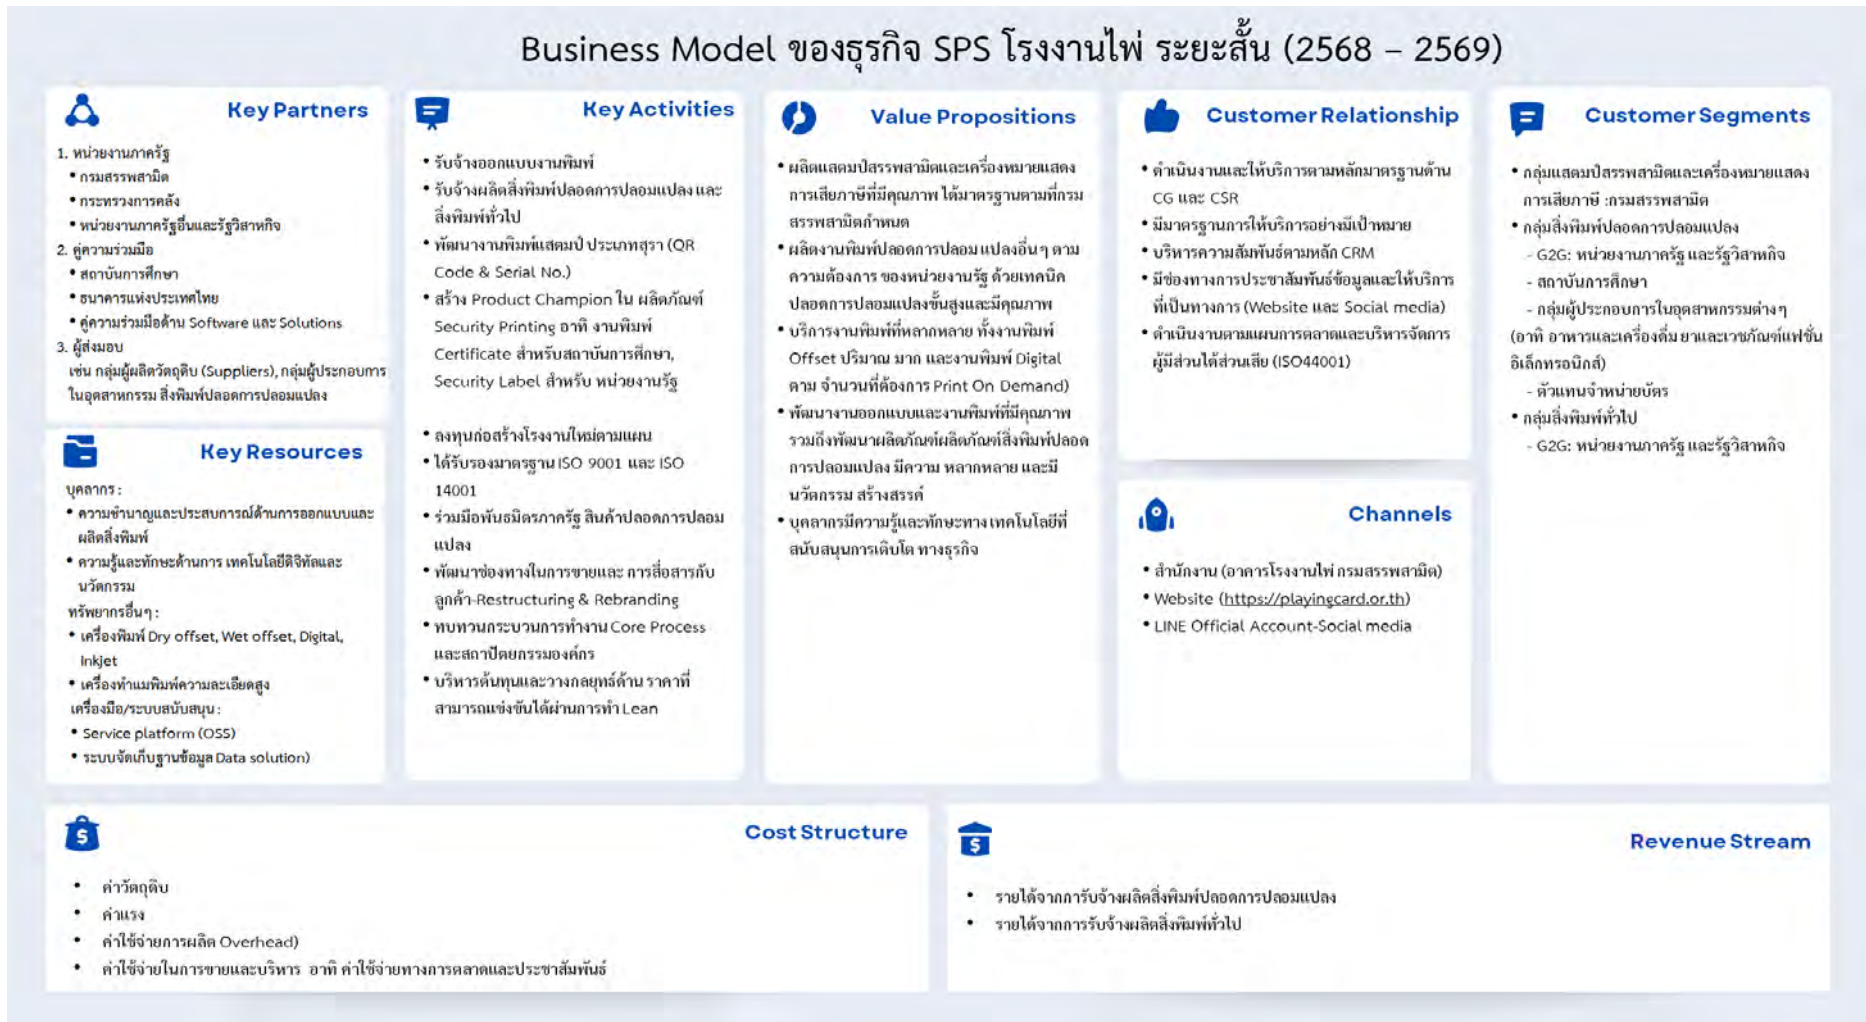 Business Model ของธุรกิจ SPS โรงงานไพ่ ระยะสั้น (2568 – 2569)
Key Partners
1. หน่วยงานภาครัฐ
• กรมสรรพสามิต
• กระทรวงการคลัง
• หน่วยงานภาครัฐอื่นและรัฐวิสาหกิจ
2. คู่ความร่วมมือ
• สถาบันการศึกษา
• ธนาคารแห่งประเทศไทย
• คู่ความร่วมมือด้าน Software และ Solutions
3. ผู้ส่งมอบ
เช่น กลุ่มผู้ผลิตวัตถุดิบ (Suppliers), กลุ่มผู้ประกอบการ
ในอุตสาหกรรม สิ่งพิมพ์ปลอดการปลอมแปลง
Key Resources
บุคลากร :
• ความชำนาญและประสบการณ์ด้านการออกแบบและ
ผลิตสิ่งพิมพ์
• ความรู้และทักษะด้านการ เทคโนโลยีดิจิทัลและ
นวัตกรรม
ทรัพยากรอื่นๆ :
• เครื่องพิมพ์ Dry offset, Wet offset, Digital,
Inkjet
• เครื่องทำแม่พิมพ์ความละเอียดสูง
เครื่องมือ/ระบบสนับสนุน :
• Service platform (OSS)
• ระบบจัดเก็บฐานข้อมูล Data solution)
Key Activities
• รับจ้างออกแบบงานพิมพ์
• รับจ้างผลิตสิ่งพิมพ์ปลอดการปลอมแปลง และ
สิ่งพิมพ์ทั่วไป
• พัฒนางานพิมพ์แสตมป์ ประเภทสุรา (QR
Code & Serial No.)
• สร้าง Product Champion ใน ผลิตภัณฑ์
Security Printing อาทิ งานพิมพ์
Certificate สำหรับสถาบันการศึกษา,
Security Label สำหรับ หน่วยงานรัฐ
• ลงทุนก่อสร้างโรงงานใหม่ตามแผน
• ได้รับรองมาตรฐาน ISO 9001 และ ISO
14001
• ร่วมมือพันธมิตรภาครัฐ สินค้าปลอดการปลอม
แปลง
• พัฒนาช่องทางในการขายและ การสื่อสารกับ
ลูกค้า-Restructuring & Rebranding
• ทบทวนกระบวนการทำงาน Core Process
และสถาปัตยกรรมองค์กร
• บริหารต้นทุนและวางกลยุทธ์ด้าน ราคาที่
สามารถแข่งขันได้ผ่านการทำ Lean
Value Propositions
• ผลิตแสตมป์สรรพสามิตและเครื่องหมายแสดง
การเสียภาษีที่มีคุณภาพ ได้มาตรฐานตามที่กรม
สรรพสามิตกำหนด
• ผลิตงานพิมพ์ปลอดการปลอม แปลงอื่นๆ ตาม
ความต้องการ ของหน่วยงานรัฐ ด้วยเทคนิค
ปลอดการปลอมแปลงขั้นสูงและมีคุณภาพ
• บริการงานพิมพ์ที่หลากหลาย ทั้งงานพิมพ์
Offset ปริมาณ มาก และงานพิมพ์ Digital
ตาม จำนวนที่ต้องการ Print On Demand)
• พัฒนางานออกแบบและงานพิมพ์ที่มีคุณภาพ
รวมถึงพัฒนาผลิตภัณฑ์ผลิตภัณฑ์สิ่งพิมพ์ปลอด
การปลอมแปลง มีความ หลากหลาย และมี
นวัตกรรม สร้างสรรค์
• บุคลากรมีความรู้และทักษะทาง เทคโนโลยีที่
สนับสนุนการเติบโต ทางธุรกิจ
Customer Relationship
• ดำเนินงานและให้บริการตามหลักมาตรฐานด้าน
CG และ CSR
• มีมาตรฐานการให้บริการอย่างมีเป้าหมาย
• บริหารความสัมพันธ์ตามหลัก CRM
• มีช่องทางการประชาสัมพันธ์ข้อมูลและให้บริการ
ที่เป็นทางการ (Website และ Social media)
• ดำเนินงานตามแผนการตลาดและบริหารจัดการ
ผู้มีส่วนได้ส่วนเสีย (ISO44001)
Channels
• สำนักงาน (อาคารโรงงานไพ่ กรมสรรพสามิต)
• Website (https://playingcard.or.th)
• LINE Official Account-Social media
Customer Segments
• กลุ่มแสตมป์สรรพสามิตและเครื่องหมายแสดง
การเสียภาษี :กรมสรรพสามิต
• กลุ่มสิ่งพิมพ์ปลอดการปลอมแปลง
- G2G: หน่วยงานภาครัฐ และรัฐวิสาหกิจ
- สถาบันการศึกษา
- กลุ่มผู้ประกอบการในอุตสาหกรรมต่างๆ
(อาทิ อาหารและเครื่องดื่ม ยาและเวชภัณฑ์แฟชั่น
อิเล็กทรอนิกส์)
- ตัวแทนจำหน่ายบัตร
• กลุ่มสิ่งพิมพ์ทั่วไป
- G2G: หน่วยงานภาครัฐ และรัฐวิสาหกิจ
Cost Structure
• ค่าวัตถุดิบ
• ค่าแรง
• ค่าใช้จ่ายการผลิต Overhead)
• ค่าใช้จ่ายในการขายและบริหาร อาทิ ค่าใช้จ่ายทางการตลาดและประชาสัมพันธ์
Revenue Stream
• รายได้จากการับจ้างผลิตสิ่งพิมพ์ปลอดการปลอมแปลง
• รายได้จากการรับจ้างผลิตสิ่งพิมพ์ทั่วไป